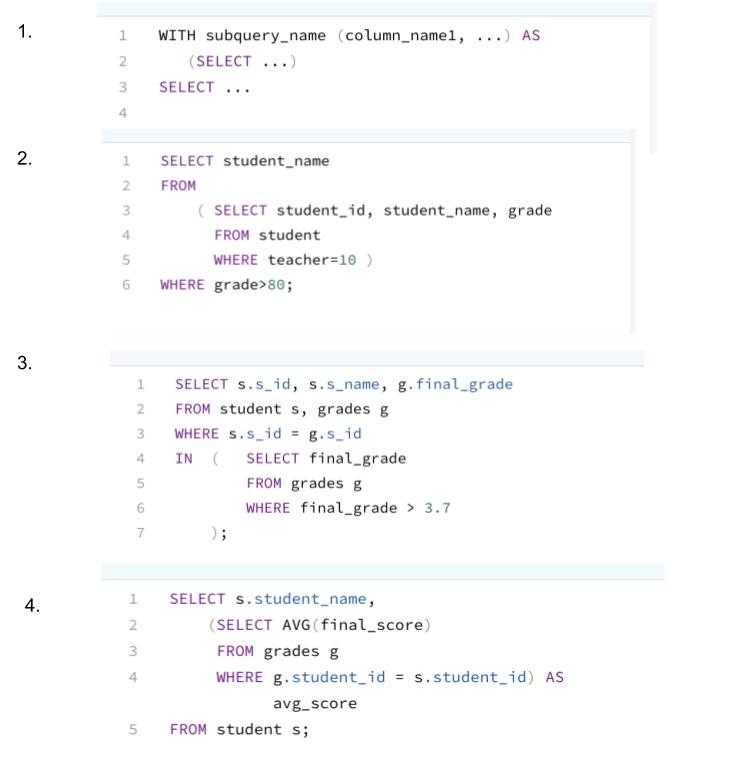 1.
1 WITH subquery_name (column_name1, ...) AS
2 (SELECT ...)
3 SELECT ...
4
2.
1 SELECT student_name
2 FROM
3 ( SELECT student_id, student_name, grade
4 FROM student
5 WHERE teacher=10 )
6 WHERE grade>80;
3.
1 SELECT s.s_id, s.s_name, g.final_grade
2 FROM student s, grades g
3 WHERE s.s_id = g.s_id
4 IN ( SELECT final_grade
5 FROM grades g
6 WHERE final_grade > 3.7
7 );
4.
1 SELECT s.student_name,
2 (SELECT AVG(final_score)
3 FROM grades g
4 WHERE g.student_id = s.student_id) AS
avg_score
5 FROM student s;